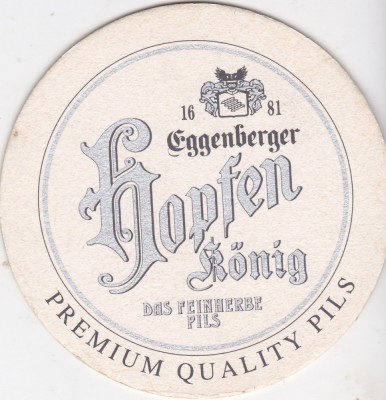 16 81
Eggenberger
Hopfen
König
DAS FEINHERBE
PILS
PREMIUM QUALITY PILS